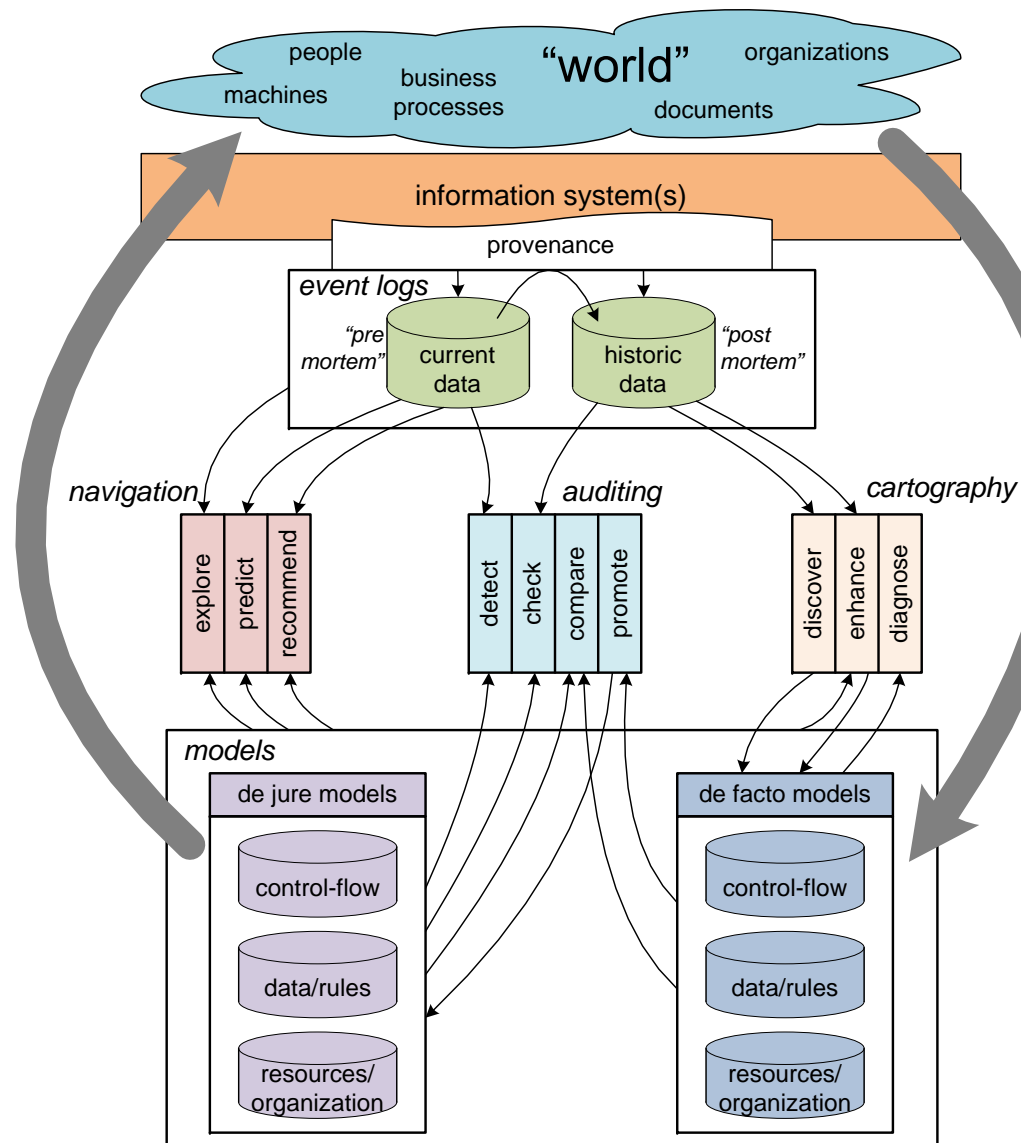 people
“world”
organizations
machines
business
processes
documents
information system(s)
provenance
event logs
“pre
mortem”
current
data
historic
data
“post
mortem”
navigation
auditing
cartography
explore
predict
recommend
detect
check
compare
promote
discover
enhance
diagnose
models
de jure models
de facto models
control-flow
control-flow
data/rules
data/rules
resources/
organization
resources/
organization